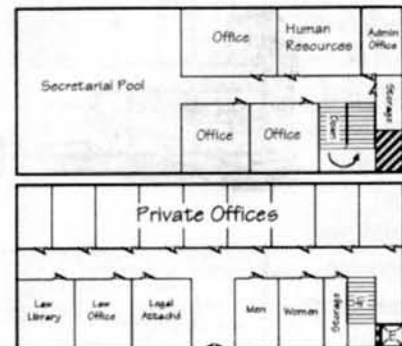 Office
Human
Resources
Admin
Office
Secretarial Pool
Storage
Office
Office
Down
Private Offices
Law
Library
Law
Office
Legal
Attaché
Men
Women
Storage
Up